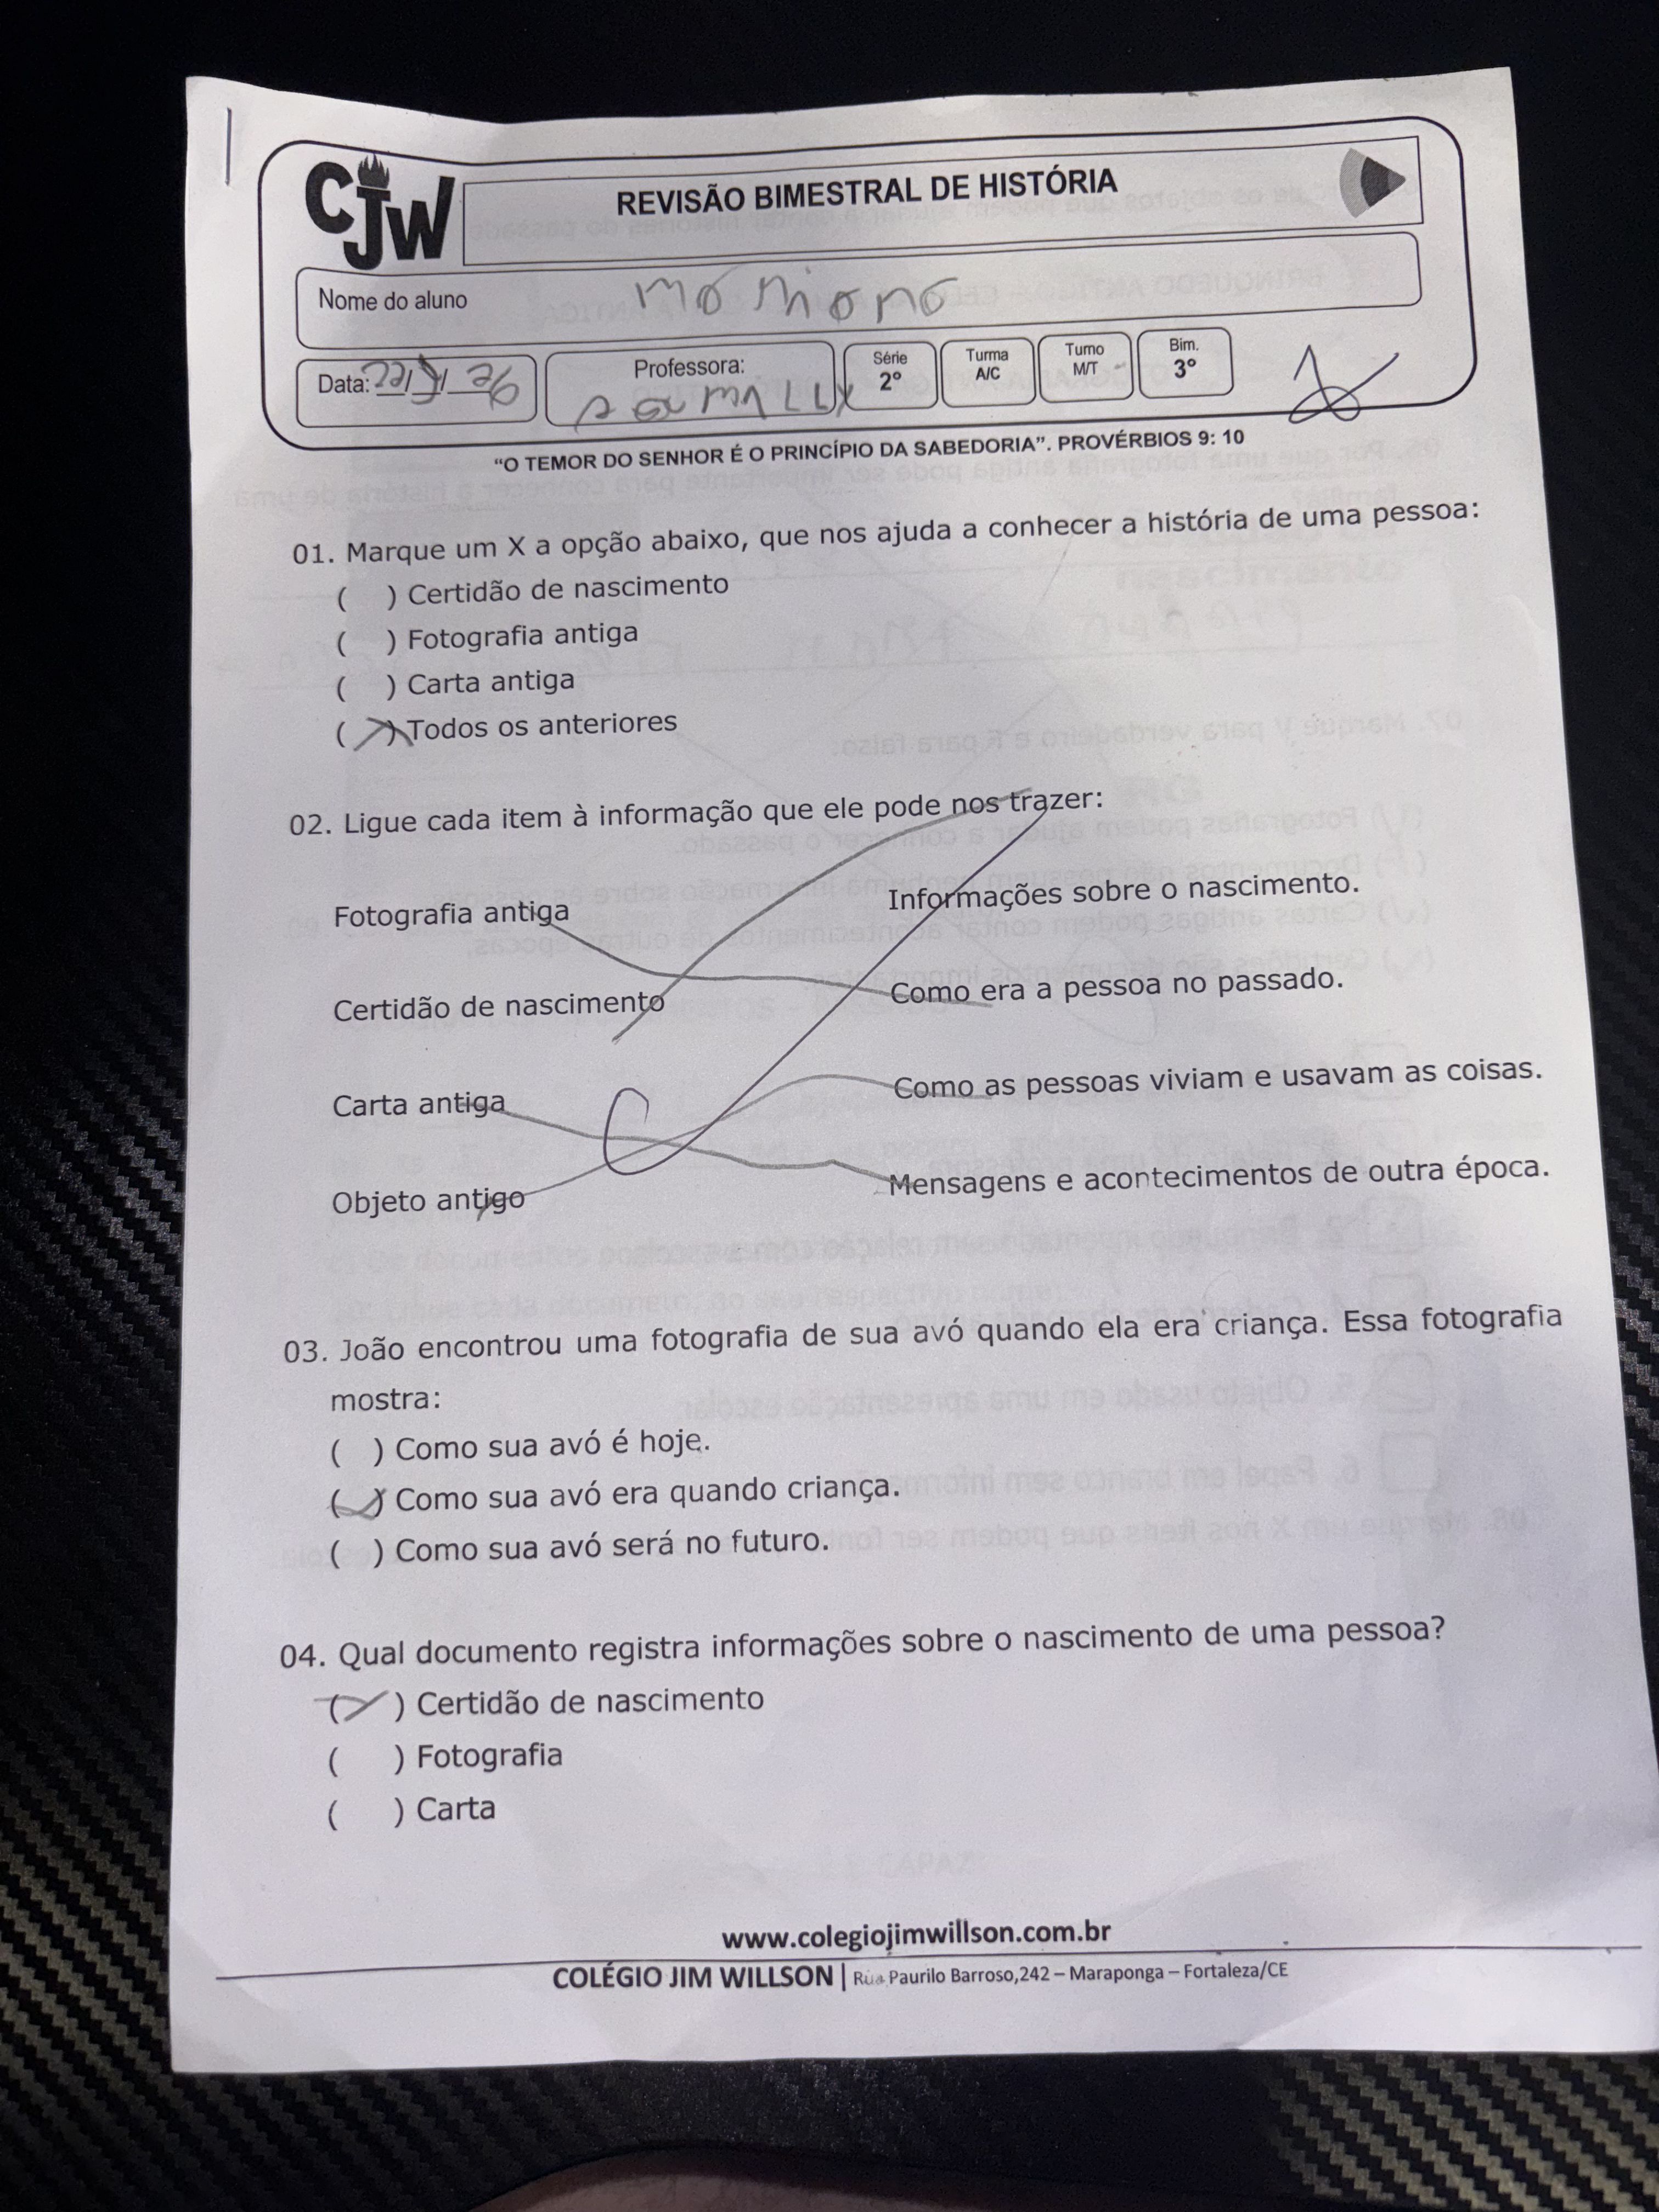 CJW
REVISÃO BIMESTRAL DE HISTÓRIA
Nome do aluno
Data:
Professora:
Série 2º
Turma A/C
Turno M/T
Bim. 3º
“O TEMOR DO SENHOR É O PRINCÍPIO DA SABEDORIA”. PROVÉRBIOS 9: 10
01. Marque um X a opção abaixo, que nos ajuda a conhecer a história de uma pessoa:
( ) Certidão de nascimento
( ) Fotografia antiga
( ) Carta antiga
( X ) Todos os anteriores
02. Ligue cada item à informação que ele pode nos trazer:
Fotografia antiga
Informações sobre o nascimento.
Certidão de nascimento
Como era a pessoa no passado.
Carta antiga
Como as pessoas viviam e usavam as coisas.
Objeto antigo
Mensagens e acontecimentos de outra época.
03. João encontrou uma fotografia de sua avó quando ela era criança. Essa fotografia
mostra:
( ) Como sua avó é hoje.
( X ) Como sua avó era quando criança.
( ) Como sua avó será no futuro.
04. Qual documento registra informações sobre o nascimento de uma pessoa?
( X ) Certidão de nascimento
( ) Fotografia
( ) Carta
www.colegiojimwillson.com.br
COLÉGIO JIM WILLSON | Rua Paurilo Barroso,242 – Maraponga – Fortaleza/CE